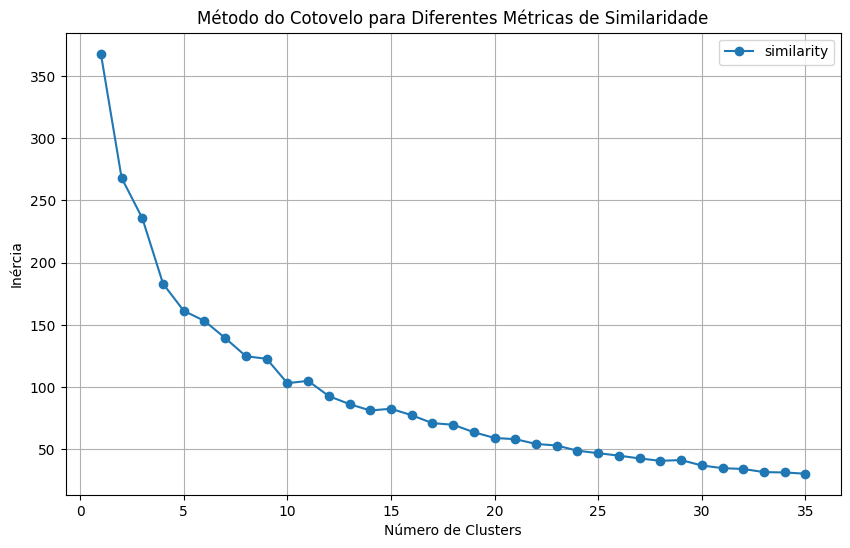 Método do Cotovelo para Diferentes Métricas de Similaridade
similarity
Inércia
350
300
250
200
150
100
50
0 5 10 15 20 25 30 35
Número de Clusters